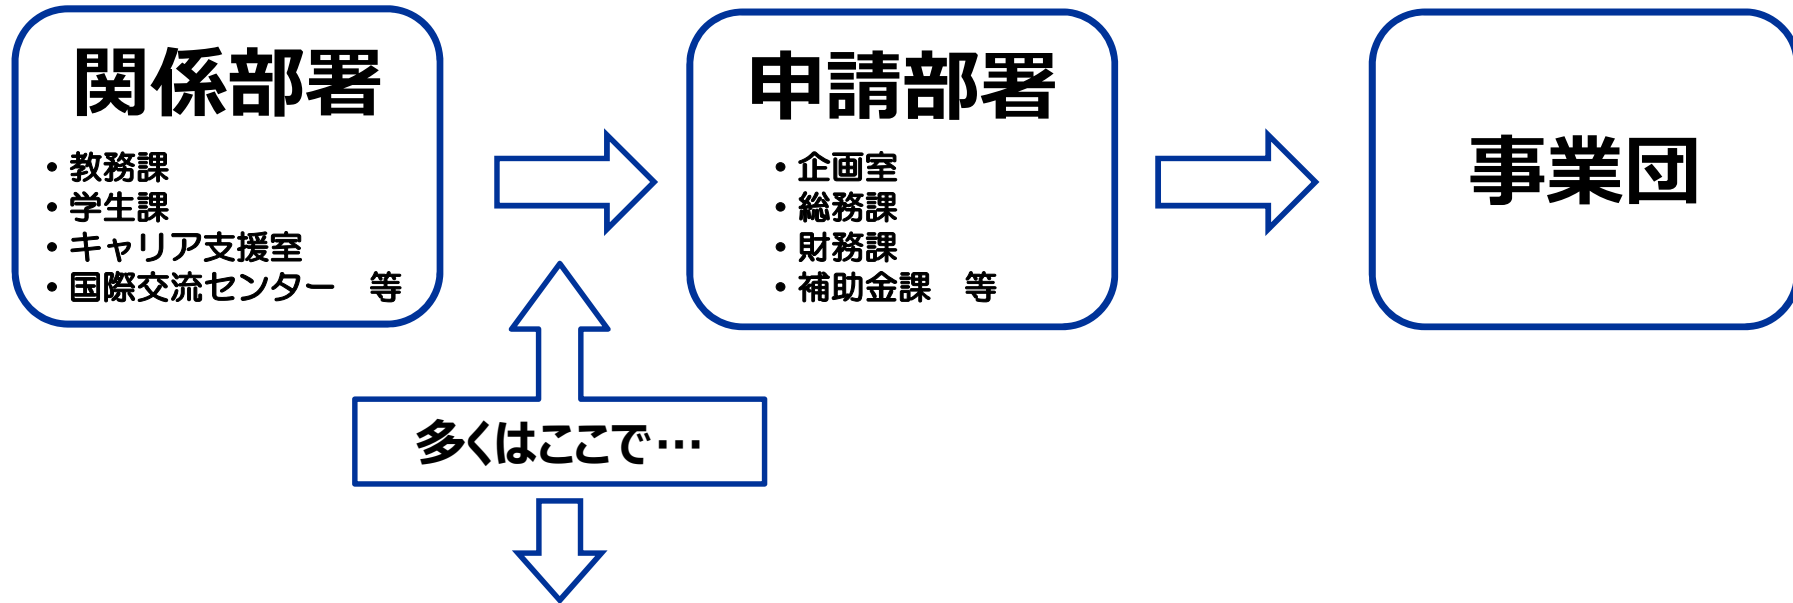 関係部署
・教務課
・学生課
・キャリア支援室
・国際交流センター　等
申請部署
・企画室
・総務課
・財務課
・補助金課　等
事業団
多くはここで…